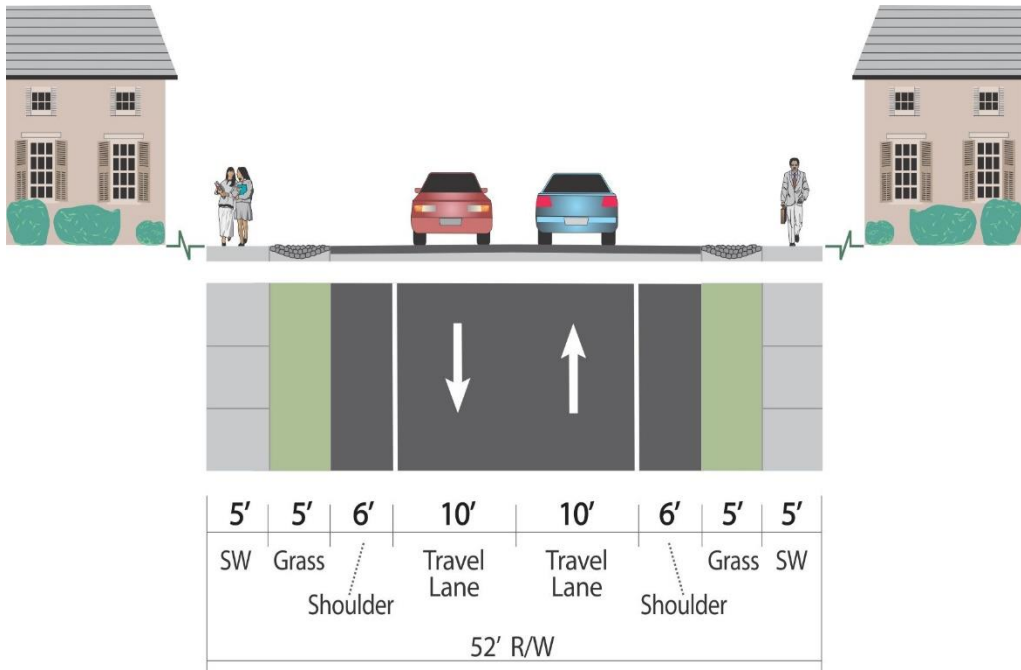 5’ 5’ 6’ 10’ 10’ 6’ 5’ 5’
SW Grass Travel Travel Grass SW
Lane Lane
Shoulder Shoulder
52’ R/W